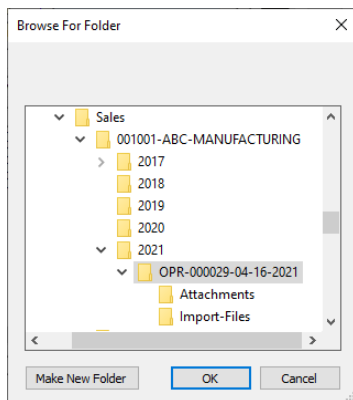 Browse For Folder
Sales
001001-ABC-MANUFACTURING
2017
2018
2019
2020
2021
OPR-000029-04-16-2021
Attachments
Import-Files
Make New Folder OK Cancel